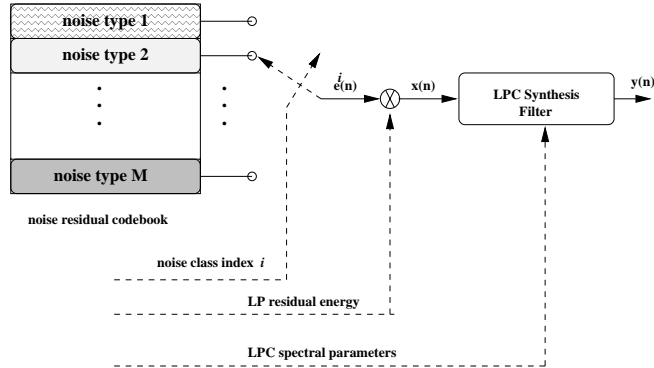 noise type 1
noise type 2
noise type M
noise residual codebook
i
e(n)
x(n)
LPC Synthesis
Filter
y(n)
noise class index i
LP residual energy
LPC spectral parameters